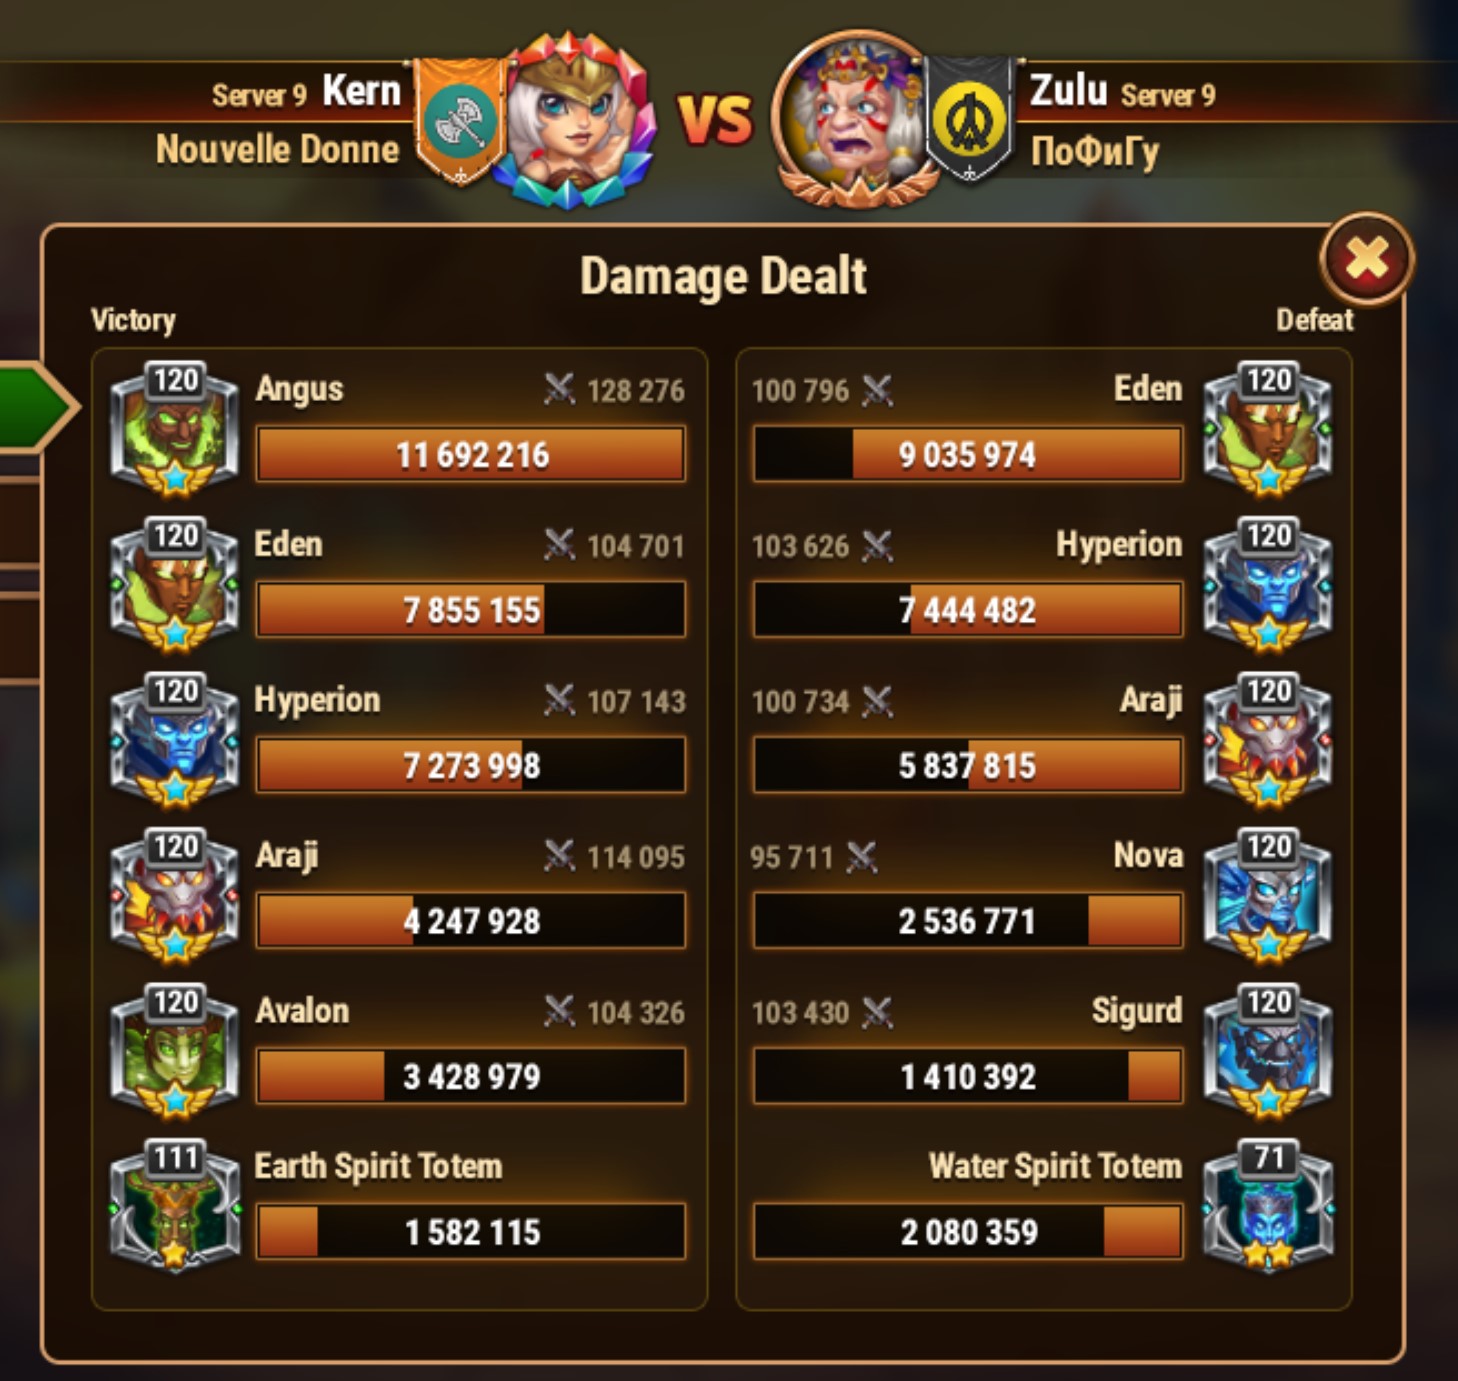 Server 9 Kern
Nouvelle Donne
VS
Zulu Server 9
ПоФиГу
Damage Dealt
Victory
Defeat
120
Angus
128 276
11 692 216
120
Eden
104 701
7 855 155
120
Hyperion
107 143
7 273 998
120
Araji
114 095
4 247 928
120
Avalon
104 326
3 428 979
111
Earth Spirit Totem
1 582 115
100 796
Eden
120
9 035 974
103 626
Hyperion
120
7 444 482
100 734
Araji
120
5 837 815
95 711
Nova
120
2 536 771
103 430
Sigurd
120
1 410 392
Water Spirit Totem
71
2 080 359